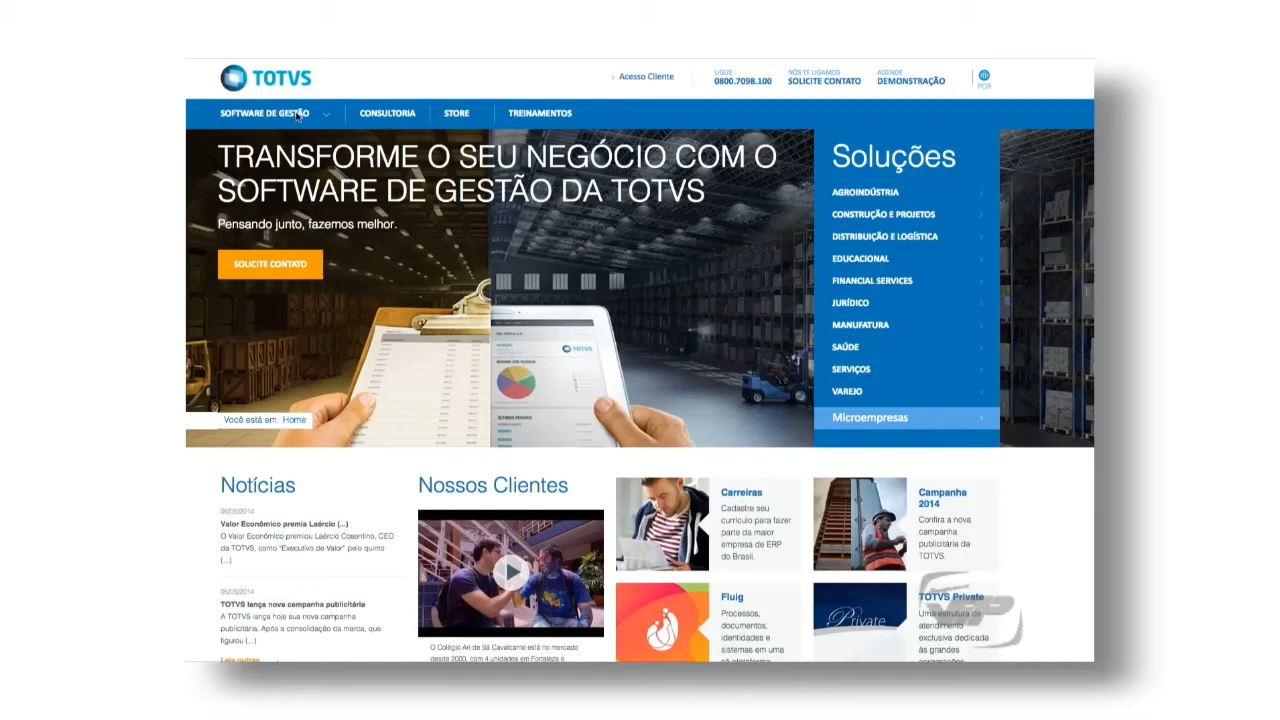 TOTVS
Acesso Cliente
LIGUE
0800.7098.100
NÓS TE LIGAMOS
SOLICITE CONTATO
AGENDE
DEMONSTRAÇÃO
POR
SOFTWARE DE GESTÃO
CONSULTORIA
STORE
TREINAMENTOS
TRANSFORME O SEU NEGÓCIO COM O
SOFTWARE DE GESTÃO DA TOTVS
Pensando junto, fazemos melhor.
SOLICITE CONTATO
TOTVS
Você está em: Home
Soluções
AGROINDÚSTRIA
CONSTRUÇÃO E PROJETOS
DISTRIBUIÇÃO E LOGÍSTICA
EDUCACIONAL
FINANCIAL SERVICES
JURÍDICO
MANUFATURA
SAÚDE
SERVIÇOS
VAREJO
Microempresas
Notícias
Valor Econômico premia Laércio (...)
O Valor Econômico premiou Laércio Cosentino, CEO
da TOTVS, como "Executivo de Valor" pelo quinto
(...)
05/05/2014
TOTVS lança nova campanha publicitária
A TOTVS lança hoje sua nova campanha
publicitária. Após a consolidação da marca, que
figurou (...)
Leia outras
Nossos Clientes
O Colégio Ari de Sá Cavalcante está no mercado
desde 2000, com 4 unidades em Fortaleza e
Carreiras
Cadastre seu
currículo para fazer
parte da maior
empresa de ERP
do Brasil.
Campanha
2014
Confira a nova
campanha
publicitária da
TOTVS.
Fluig
Processos,
documentos,
identidades e
sistemas em uma
só plataforma
Private
TOTVS Private
Uma estrutura de
atendimento
exclusiva dedicada
às grandes
corporações